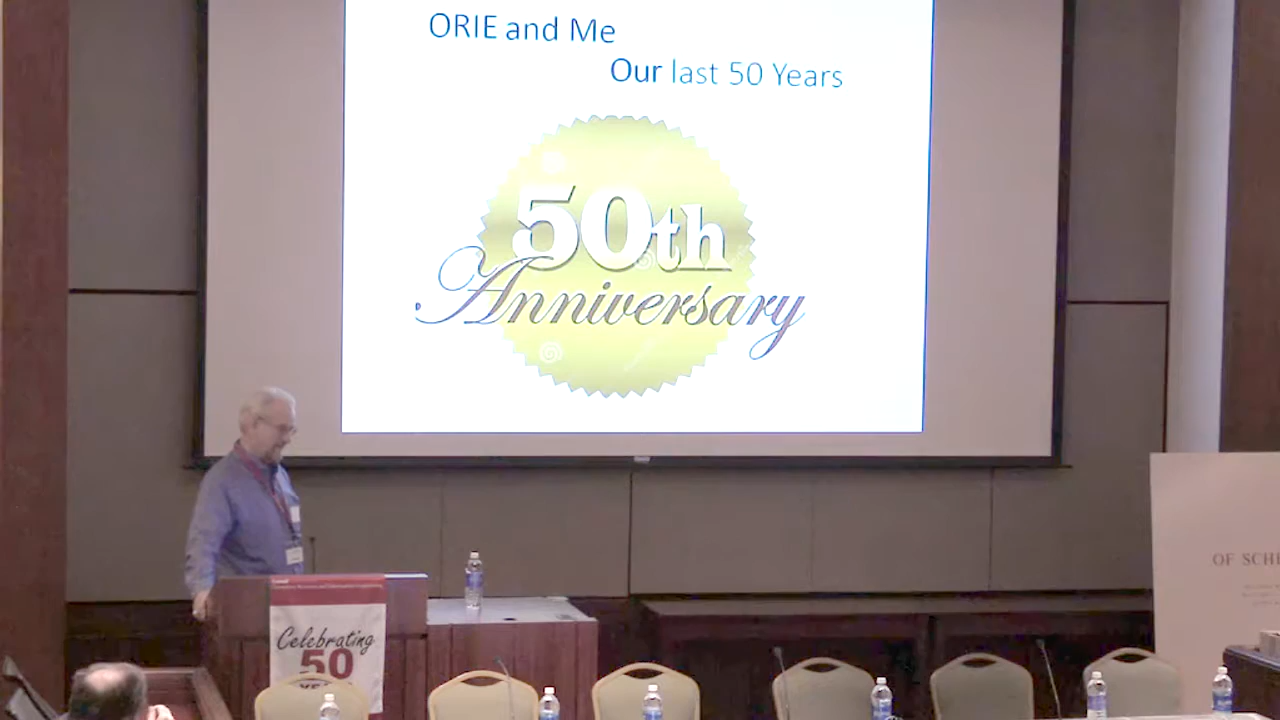 ORIE and Me
Our last 50 Years
50th
Anniversary
Celebrating
50
OF SCHE